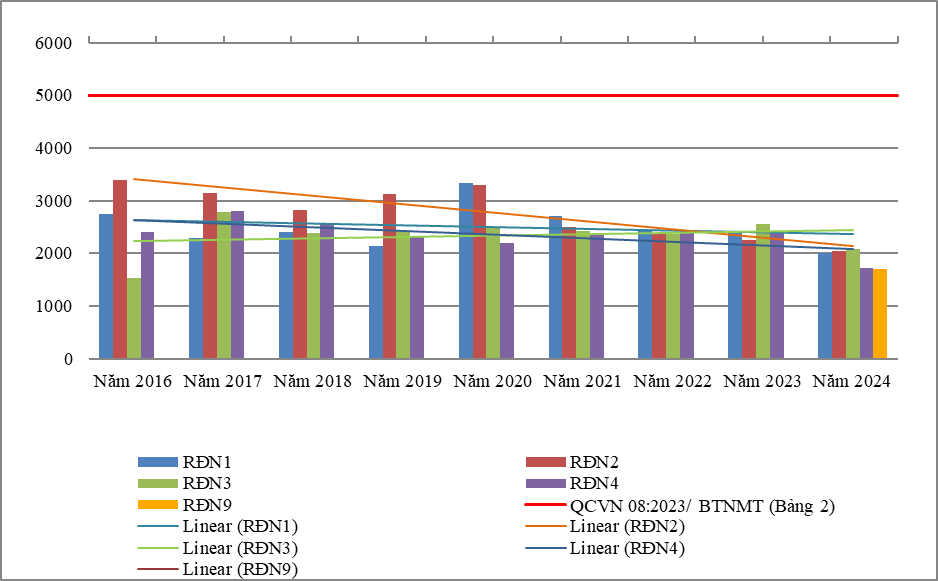 6000
5000
4000
3000
2000
1000
0
Năm 2016 Năm 2017 Năm 2018 Năm 2019 Năm 2020 Năm 2021 Năm 2022 Năm 2023 Năm 2024
RĐN1 RĐN2
RĐN3 RĐN4
RĐN9 QCVN 08:2023/ BTNMT (Bảng 2)
Linear (RĐN1) Linear (RĐN2)
Linear (RĐN3) Linear (RĐN4)
Linear (RĐN9)